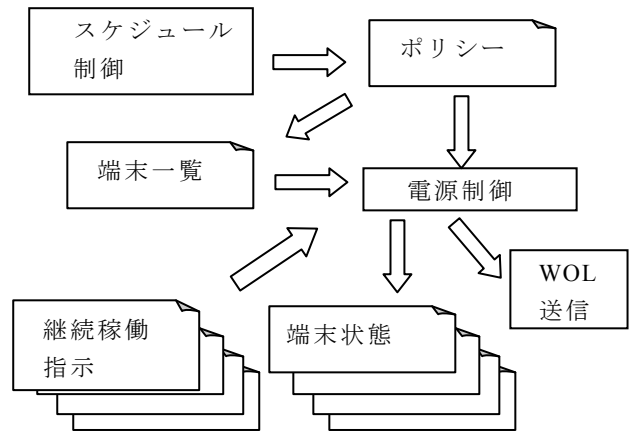 スケジュール
制御
ポリシー
端末一覧
電源制御
WOL
送信
継続稼働
指示
端末状態